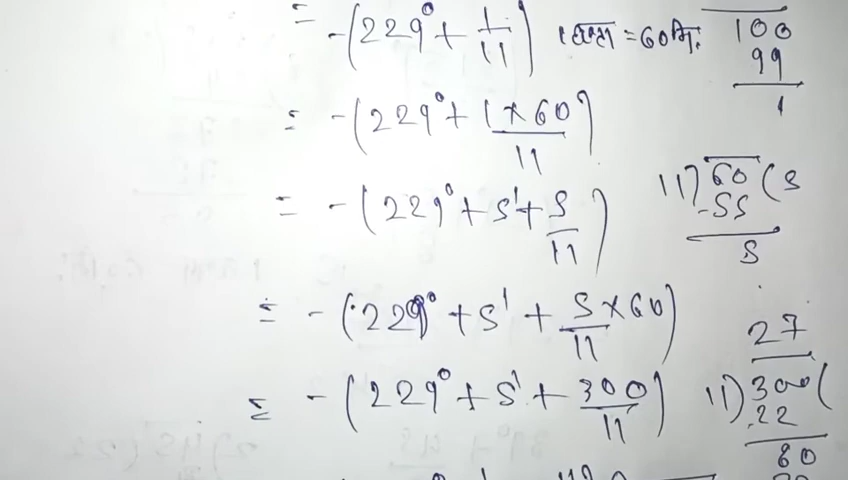 = -(229° + 1/11) 1 = 60 मि.
= -(229° + 1×60/11)
= -(229° + 5' + 5/11)
= -(229° + 5' + 5×60/11)
= -(229° + 5' + 300/11)
100
99
1
11)60(5
-55
5
27
11)300(
22
80